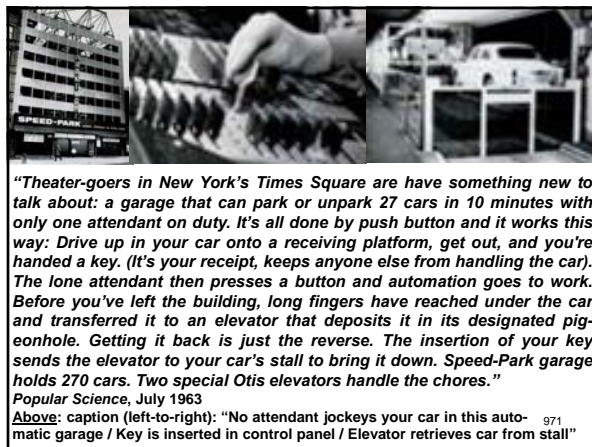 SPEED-PARK
“Theater-goers in New York’s Times Square are have something new to
talk about: a garage that can park or unpark 27 cars in 10 minutes with
only one attendant on duty. It’s all done by push button and it works this
way: Drive up in your car onto a receiving platform, get out, and you’re
handed a key. (It’s your receipt, keeps anyone else from handling the car).
The lone attendant then presses a button and automation goes to work.
Before you’ve left the building, long fingers have reached under the car
and transferred it to an elevator that deposits it in its designated pig-
eonhole. Getting it back is just the reverse. The insertion of your key
sends the elevator to your car’s stall to bring it down. Speed-Park garage
holds 270 cars. Two special Otis elevators handle the chores.”
Popular Science, July 1963
Above: caption (left-to-right): “No attendant jockeys your car in this auto-
matic garage / Key is inserted in control panel / Elevator retrieves car from stall”
971